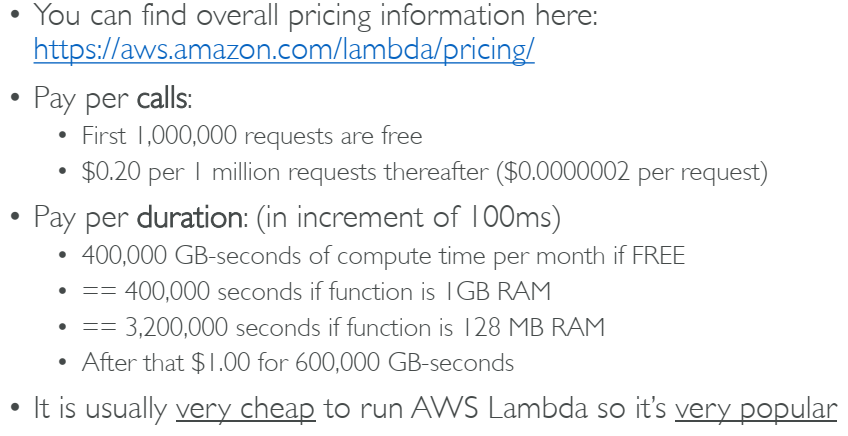 • You can find overall pricing information here:
https://aws.amazon.com/lambda/pricing/
• Pay per calls:
• First 1,000,000 requests are free
• $0.20 per 1 million requests thereafter ($0.0000002 per request)
• Pay per duration: (in increment of 100ms)
• 400,000 GB-seconds of compute time per month if FREE
• == 400,000 seconds if function is 1GB RAM
• == 3,200,000 seconds if function is 128 MB RAM
• After that $1.00 for 600,000 GB-seconds
• It is usually very cheap to run AWS Lambda so it's very popular